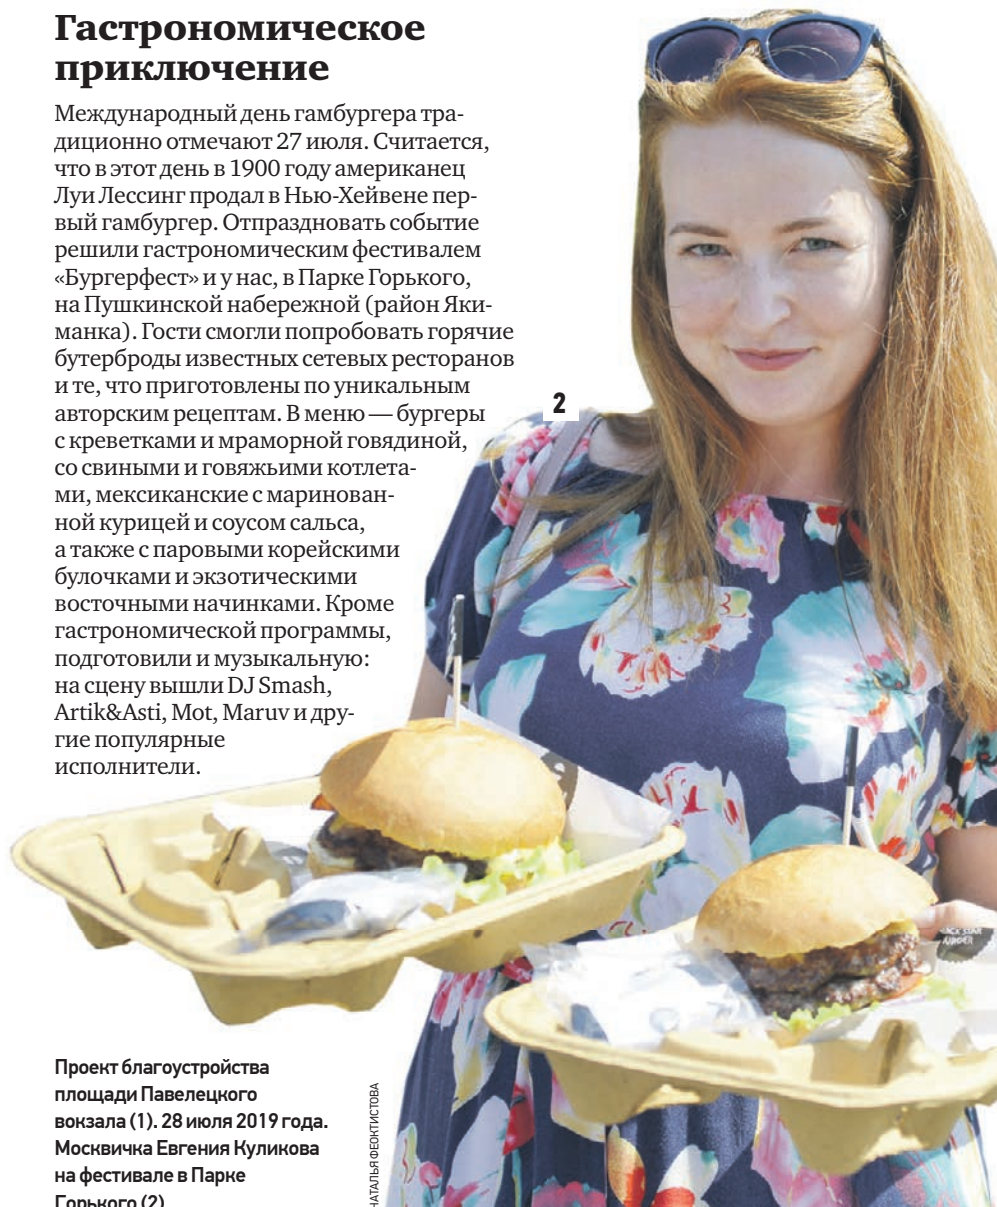 Гастрономическое
приключение
Международный день гамбургера тра-
диционно отмечают 27 июля. Считается,
что в этот день в 1900 году американец
Луи Лессинг продал в Нью-Хейвене пер-
вый гамбургер. Отпраздновать событие
решили гастрономическим фестивалем
«Бургерфест» и у нас, в Парке Горького,
на Пушкинской набережной (район Яки-
манка). Гости смогли попробовать горячие
бутерброды известных сетевых ресторанов
и те, что приготовлены по уникальным
авторским рецептам. В меню — бургеры
с креветками и мраморной говядиной,
со свиными и говяжьими котлета-
ми, мексиканские с маринован-
ной курицей и соусом сальса,
а также с паровыми корейскими
булочками и экзотическими
восточными начинками. Кроме
гастрономической программы,
подготовили и музыкальную:
на сцену вышли DJ Smash,
Artik&Asti, Mot, Maruv и дру-
гие популярные
исполнители.
2
Проект благоустройства
площади Павелецкого
вокзала (1). 28 июля 2019 года.
Москвичка Евгения Куликова
на фестивале в Парке
Горького (2)
НАТАЛЬЯ ФЕОКТИСТОВА